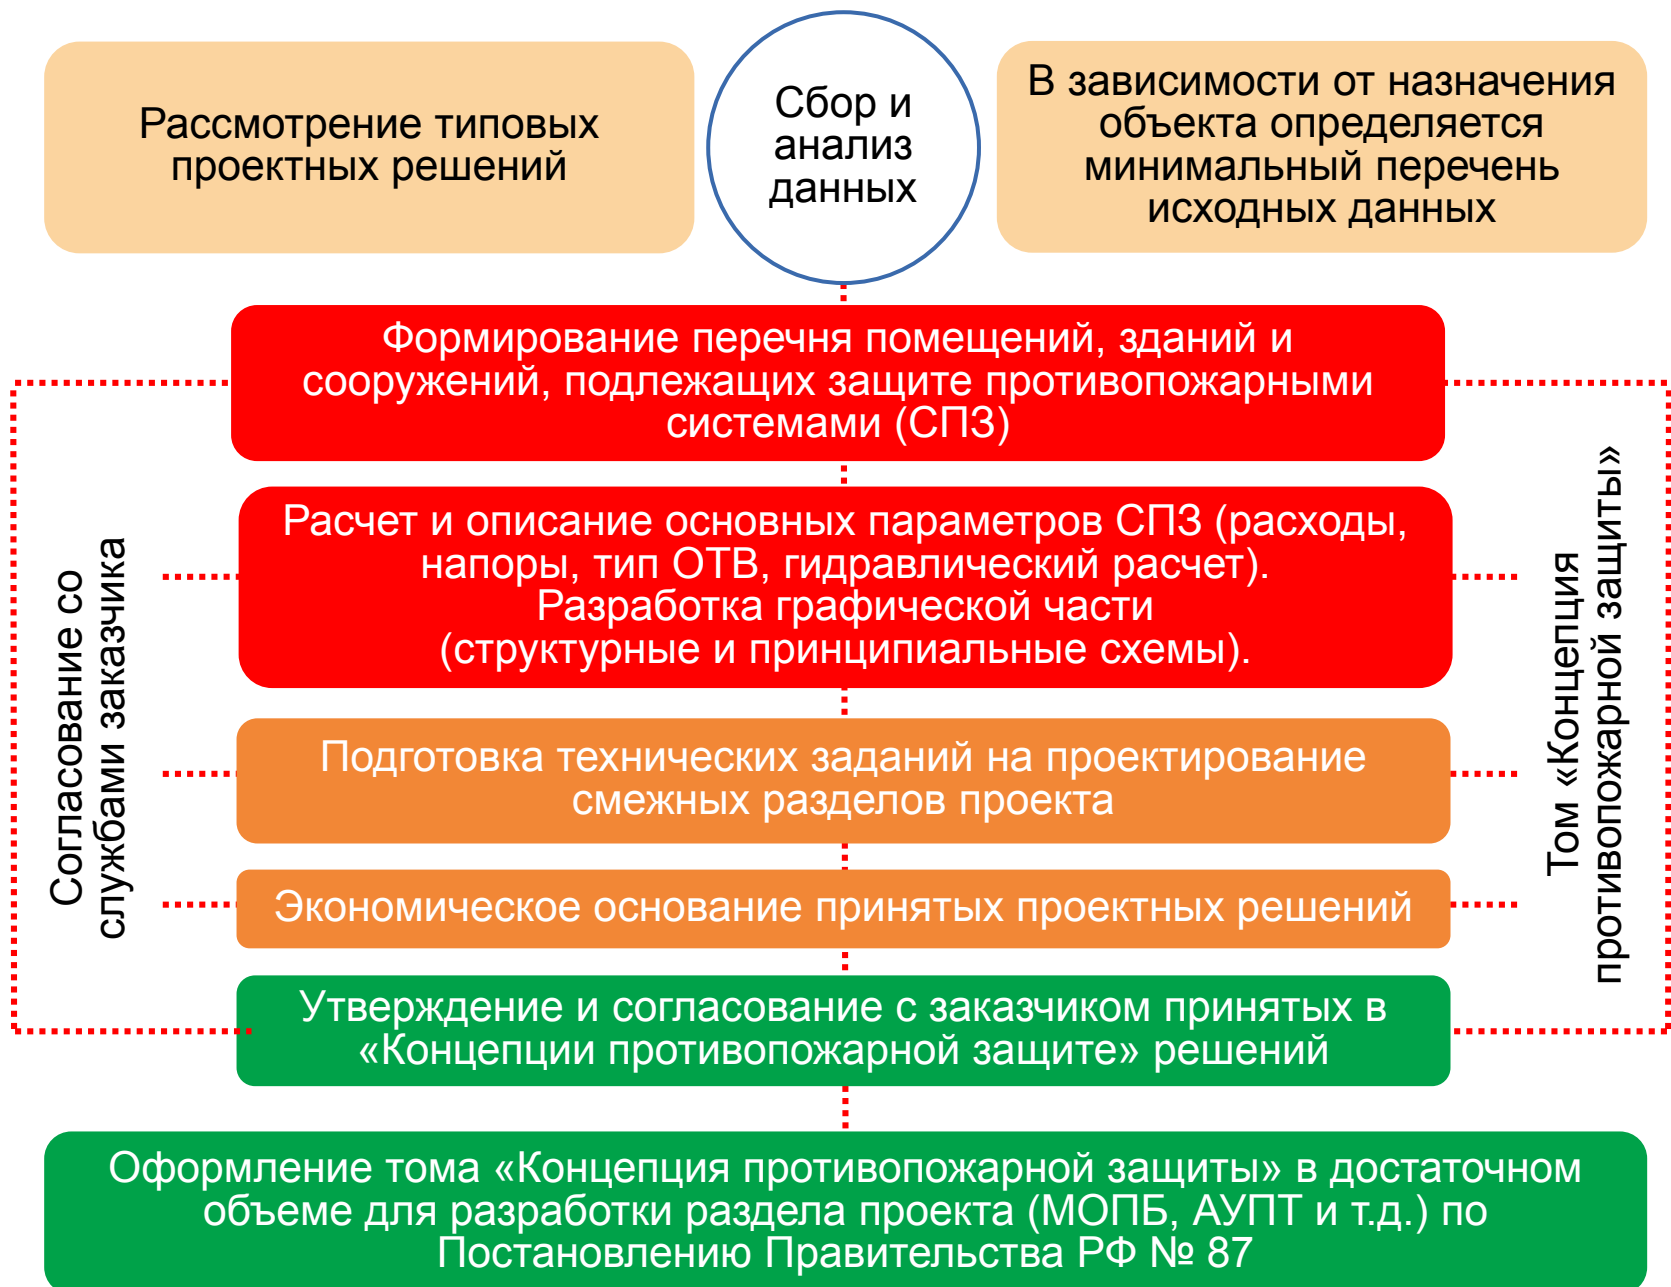 Рассмотрение типовых
проектных решений
Сбор и
анализ
данных
В зависимости от назначения
объекта определяется
минимальный перечень
исходных данных
Формирование перечня помещений, зданий и
сооружений, подлежащих защите противопожарными
системами (СПЗ)
Расчет и описание основных параметров СПЗ (расходы,
напоры, тип ОТВ, гидравлический расчет).
Разработка графической части
(структурные и принципиальные схемы).
Подготовка технических заданий на проектирование
смежных разделов проекта
Экономическое основание принятых проектных решений
Утверждение и согласование с заказчиком принятых в
«Концепции противопожарной защите» решений
Оформление тома «Концепция противопожарной защиты» в достаточном
объеме для разработки раздела проекта (МОПБ, АУПТ и т.д.) по
Постановлению Правительства РФ № 87
Согласование со
службами заказчика
Том «Концепция
противопожарной защиты»